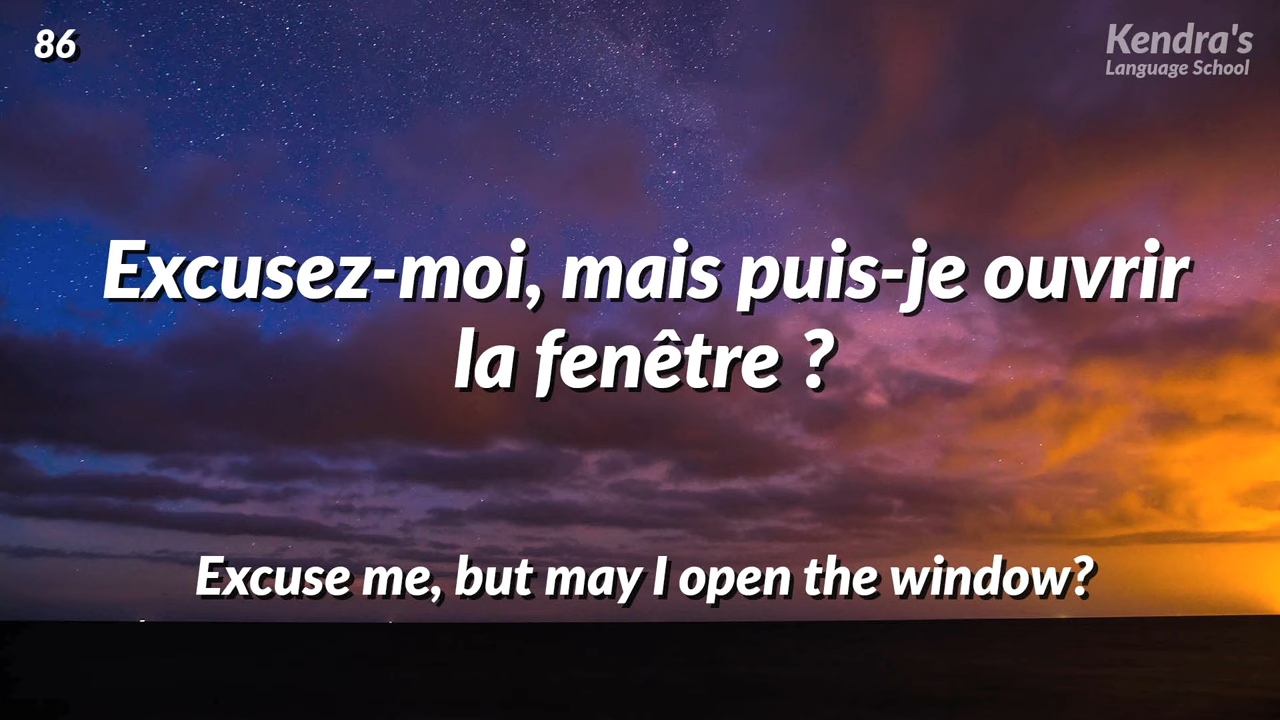 86
Kendra's
Language School
Excusez-moi, mais puis-je ouvrir
la fenêtre ?
Excuse me, but may I open the window?